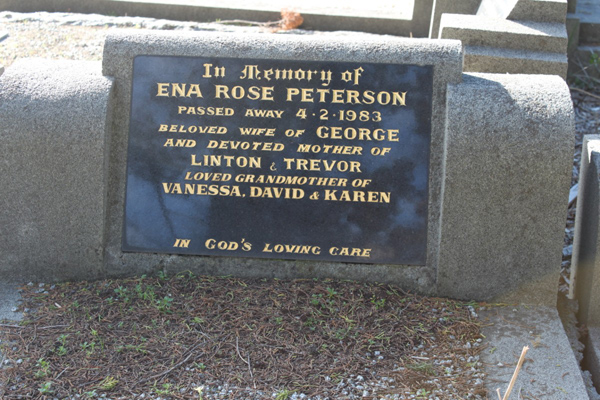 In Memory of
ENA ROSE PETERSON
PASSED AWAY 4·2·1983
BELOVED WIFE OF GEORGE
AND DEVOTED MOTHER OF
LINTON & TREVOR
LOVED GRANDMOTHER OF
VANESSA, DAVID & KAREN
IN GOD'S LOVING CARE